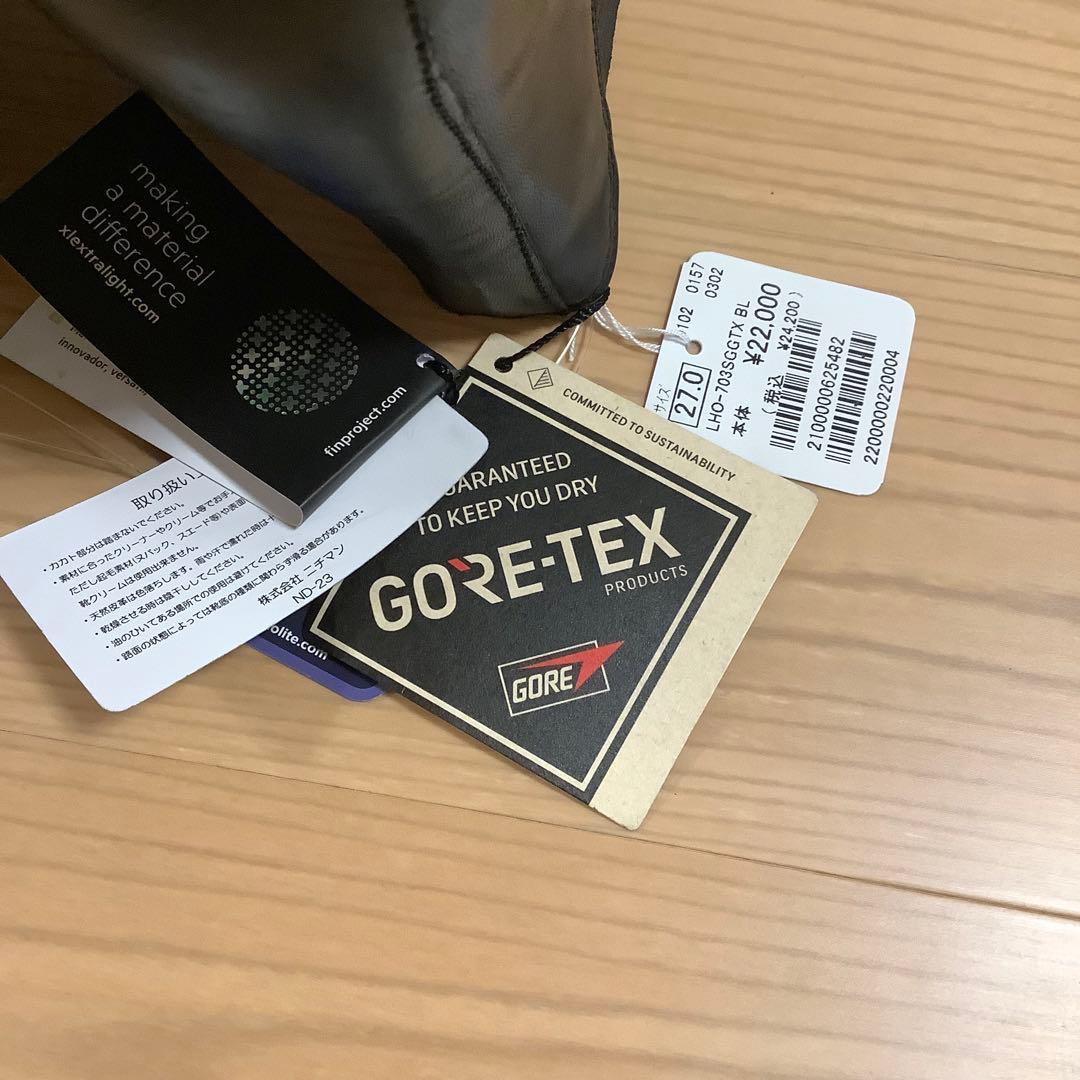 making
a material
difference
xlextralight.com
finproject.com
innovador,
取り扱い
・カカト部分は踏まないでください。
・素材に合ったクリーナーやクリーム等でお手
ただし起毛素材(ヌバック、スエード等)や表面
靴クリームは使用出来ません。
・天然皮革は色落ちします。雨や汗で濡れた時は
・乾燥させる時は陰干ししてください。
・油のひいてある場所での使用は避けてください。
・路面の状態によっては靴底の種類に関わらず滑る場合があります。
株式会社 ニチマン
ND-23
olite.com
COMMITTED TO SUSTAINABILITY
GUARANTEED
TO KEEP YOU DRY
GORE-TEX
PRODUCTS
GORE
0102 0157
0302
サイズ
27.0
LHO-703SGGTX BL
本体 ¥22,000
(税込 ¥24,200)
2100000625482
2200000220004